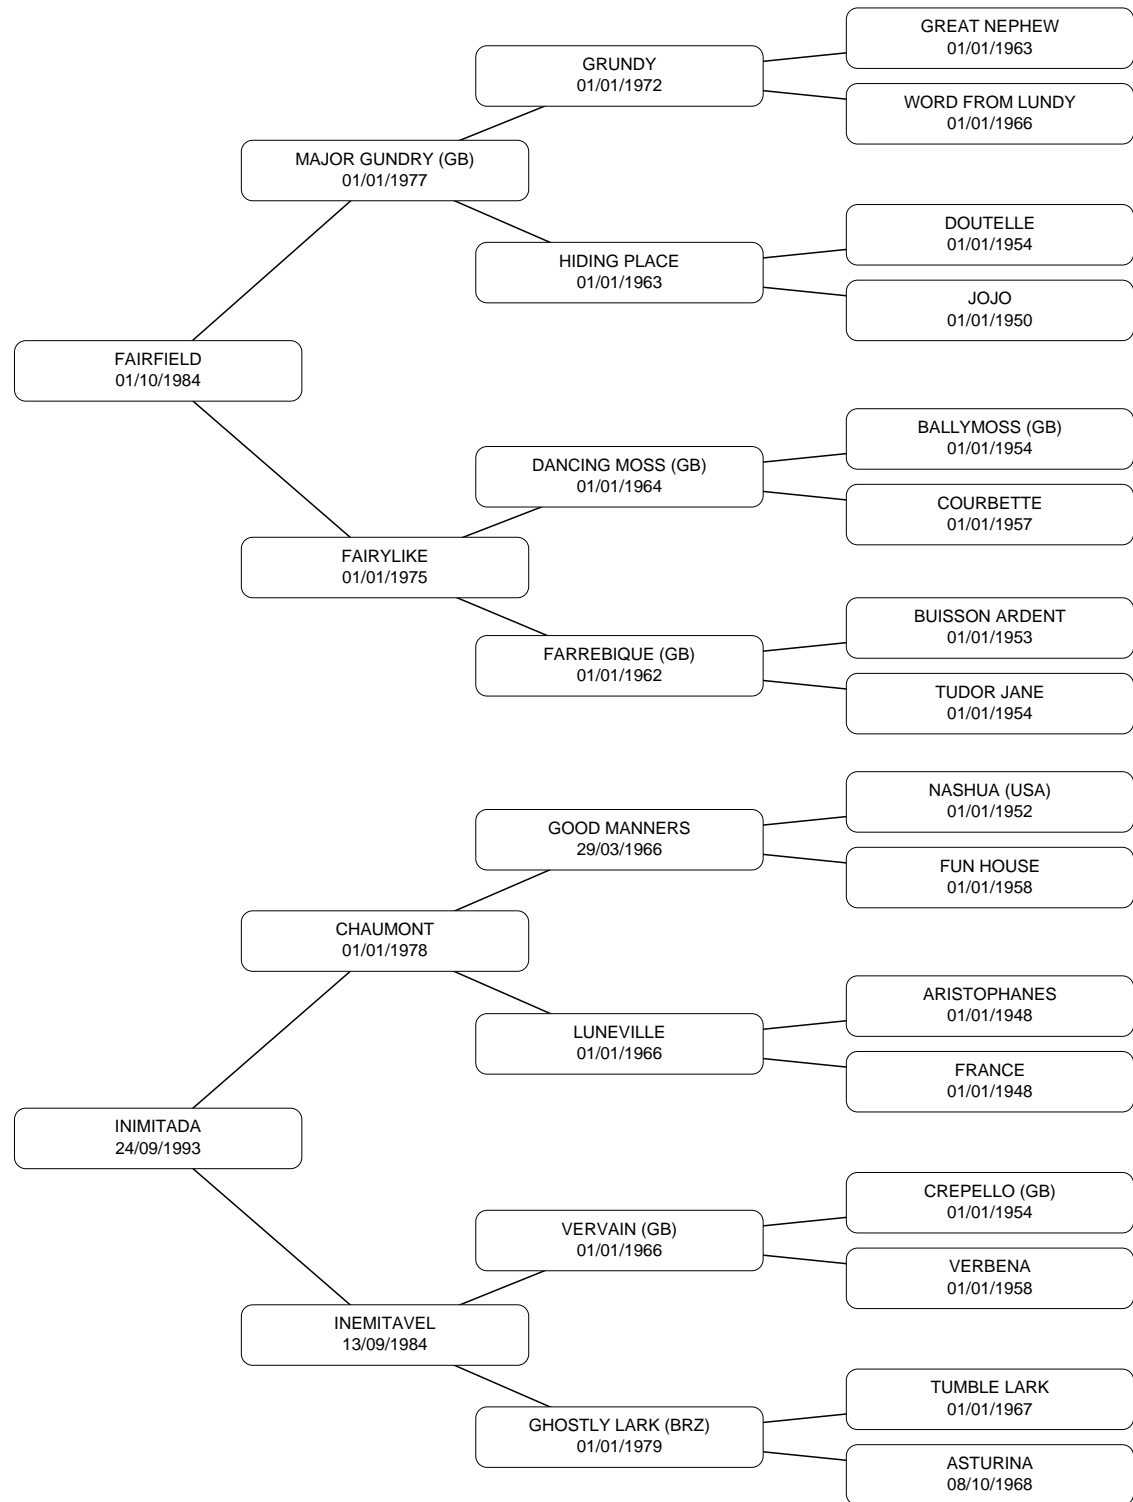 GREAT NEPHEW
01/01/1963
GRUNDY
01/01/1972
WORD FROM LUNDY
01/01/1966
MAJOR GUNDRY (GB)
01/01/1977
DOUTELLE
01/01/1954
HIDING PLACE
01/01/1963
JOJO
01/01/1950
FAIRFIELD
01/10/1984
BALLYMOSS (GB)
01/01/1954
DANCING MOSS (GB)
01/01/1964
COURBETTE
01/01/1957
FAIRYLIKE
01/01/1975
BUISSON ARDENT
01/01/1953
FARREBIQUE (GB)
01/01/1962
TUDOR JANE
01/01/1954
NASHUA (USA)
01/01/1952
GOOD MANNERS
29/03/1966
FUN HOUSE
01/01/1958
CHAUMONT
01/01/1978
ARISTOPHANES
01/01/1948
LUNEVILLE
01/01/1966
FRANCE
01/01/1948
INIMITADA
24/09/1993
CREPELLO (GB)
01/01/1954
VERVAIN (GB)
01/01/1966
VERBENA
01/01/1958
INEMITAVEL
13/09/1984
TUMBLE LARK
01/01/1967
GHOSTLY LARK (BRZ)
01/01/1979
ASTURINA
08/10/1968